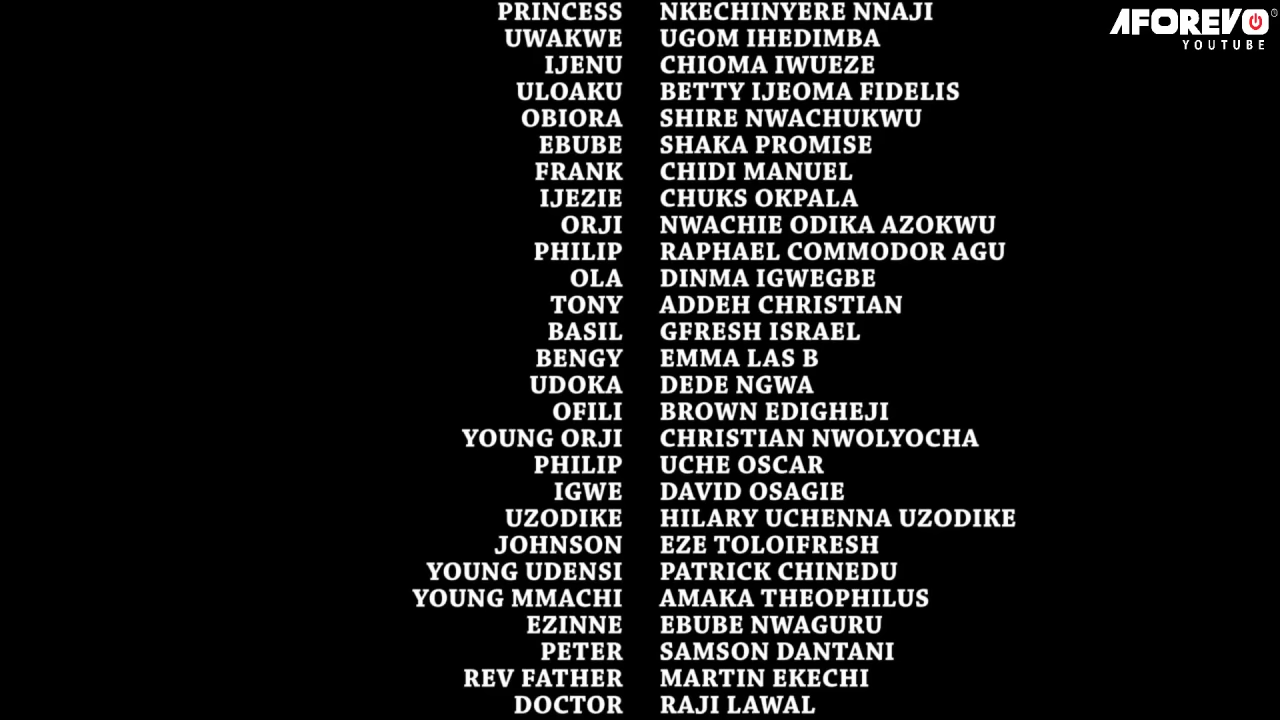 PRINCESS NKECHINYERE NNAJI
UWAKWE UGOM IHEDIMBA
IJENU CHIOMA IWUEZE
ULOAKU BETTY IJEOMA FIDELIS
OBIORA SHIRE NWACHUKWU
EBUBE SHAKA PROMISE
FRANK CHIDI MANUEL
IJEZIE CHUKS OKPALA
ORJI NWACHIE ODIKA AZOKWU
PHILIP RAPHAEL COMMODOR AGU
OLA DINMA IGWEGBE
TONY ADDEH CHRISTIAN
BASIL GFRESH ISRAEL
BENGY EMMA LAS B
UDOKA DEDE NGWA
OFILI BROWN EDIGHEJI
YOUNG ORJI CHRISTIAN NWOLYOCHA
PHILIP UCHE OSCAR
IGWE DAVID OSAGIE
UZODIKE HILARY UCHENNA UZODIKE
JOHNSON EZE TOLOIFRESH
YOUNG UDENSI PATRICK CHINEDU
YOUNG MMACHI AMAKA THEOPHILUS
EZINNE EBUBE NWAGURU
PETER SAMSON DANTANI
REV FATHER MARTIN EKECHI
DOCTOR RAJI LAWAL
AFOREVO
YOUTUBE